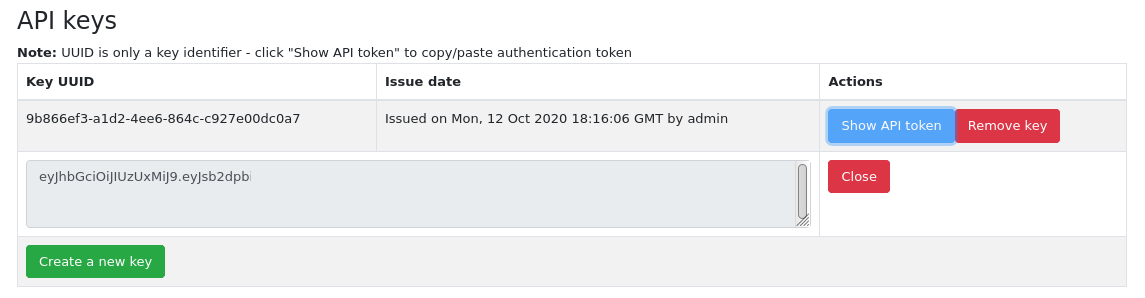 API keys
Note: UUID is only a key identifier - click "Show API token" to copy/paste authentication token
Key UUID Issue date Actions
9b866ef3-a1d2-4ee6-864c-c927e00dc0a7 Issued on Mon, 12 Oct 2020 18:16:06 GMT by admin Show API token Remove key
eyJhbGciOiJIUzUxMiJ9.eyJsb2dpb Close
Create a new key